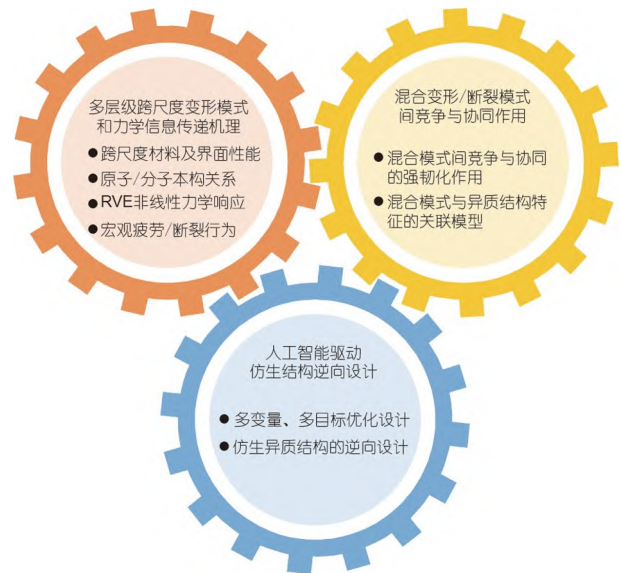 多层级跨尺度变形模式
和力学信息传递机理
●跨尺度材料及界面性能
●原子/分子本构关系
●RVE非线性力学响应
●宏观疲劳/断裂行为
混合变形/断裂模式
间竞争与协同作用
●混合模式间竞争与协同
的强韧化作用
●混合模式与异质结构特
征的关联模型
人工智能驱动
仿生结构逆向设计
●多变量、多目标优化设计
●仿生异质结构的逆向设计